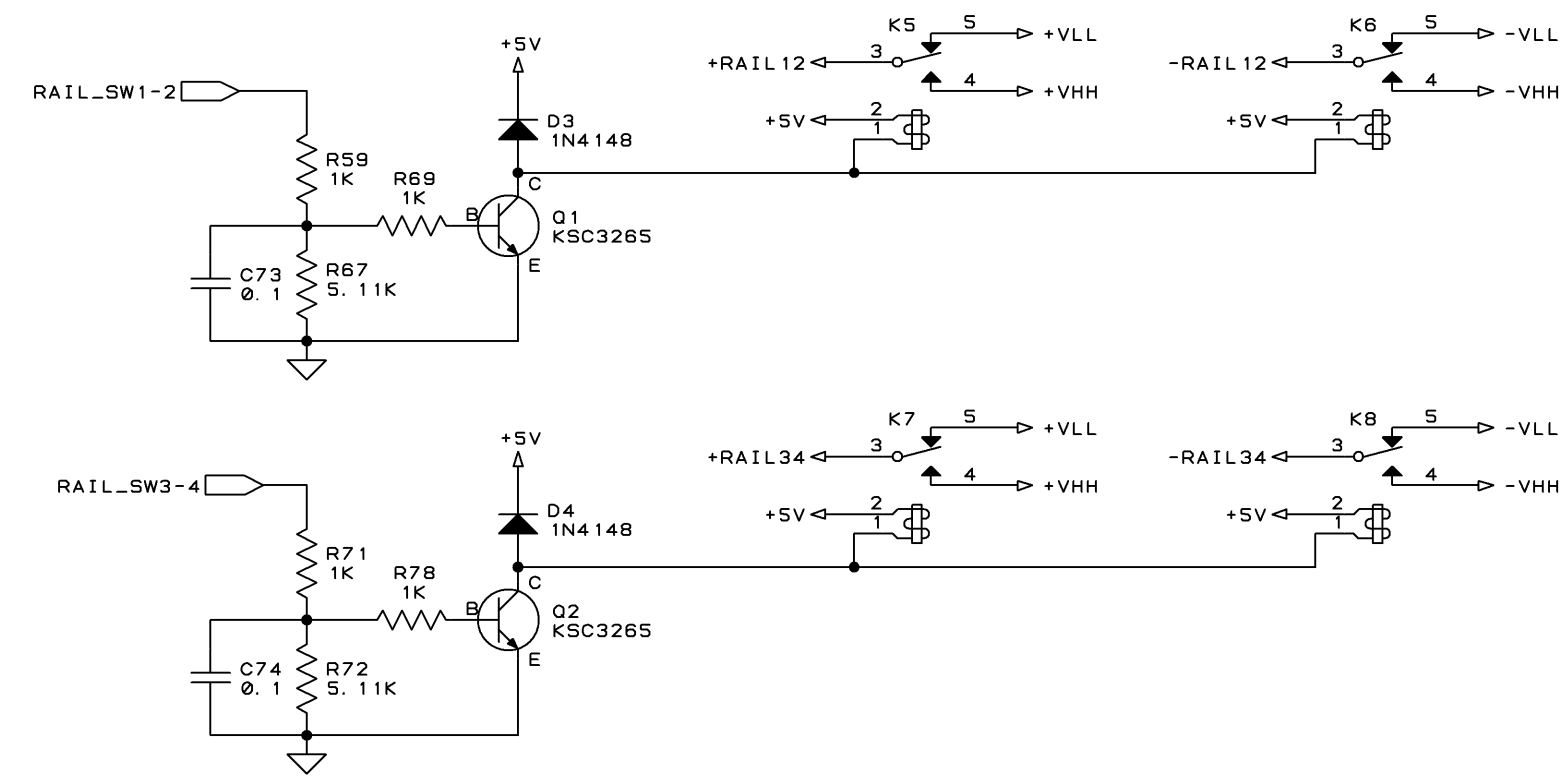 RAIL_SW1-2
R59
1K
R69
1K
C73
0.1
R67
5.11K
+5V
D3
1N4148
C
B
E
Q1
KSC3265
K5
5
+VLL
+RAIL12
3
4
+VHH
+5V
2
1
K6
5
-VLL
-RAIL12
3
4
-VHH
+5V
2
1
RAIL_SW3-4
R71
1K
R78
1K
C74
0.1
R72
5.11K
+5V
D4
1N4148
C
B
E
Q2
KSC3265
K7
5
+VLL
+RAIL34
3
4
+VHH
+5V
2
1
K8
5
-VLL
-RAIL34
3
4
-VHH
+5V
2
1